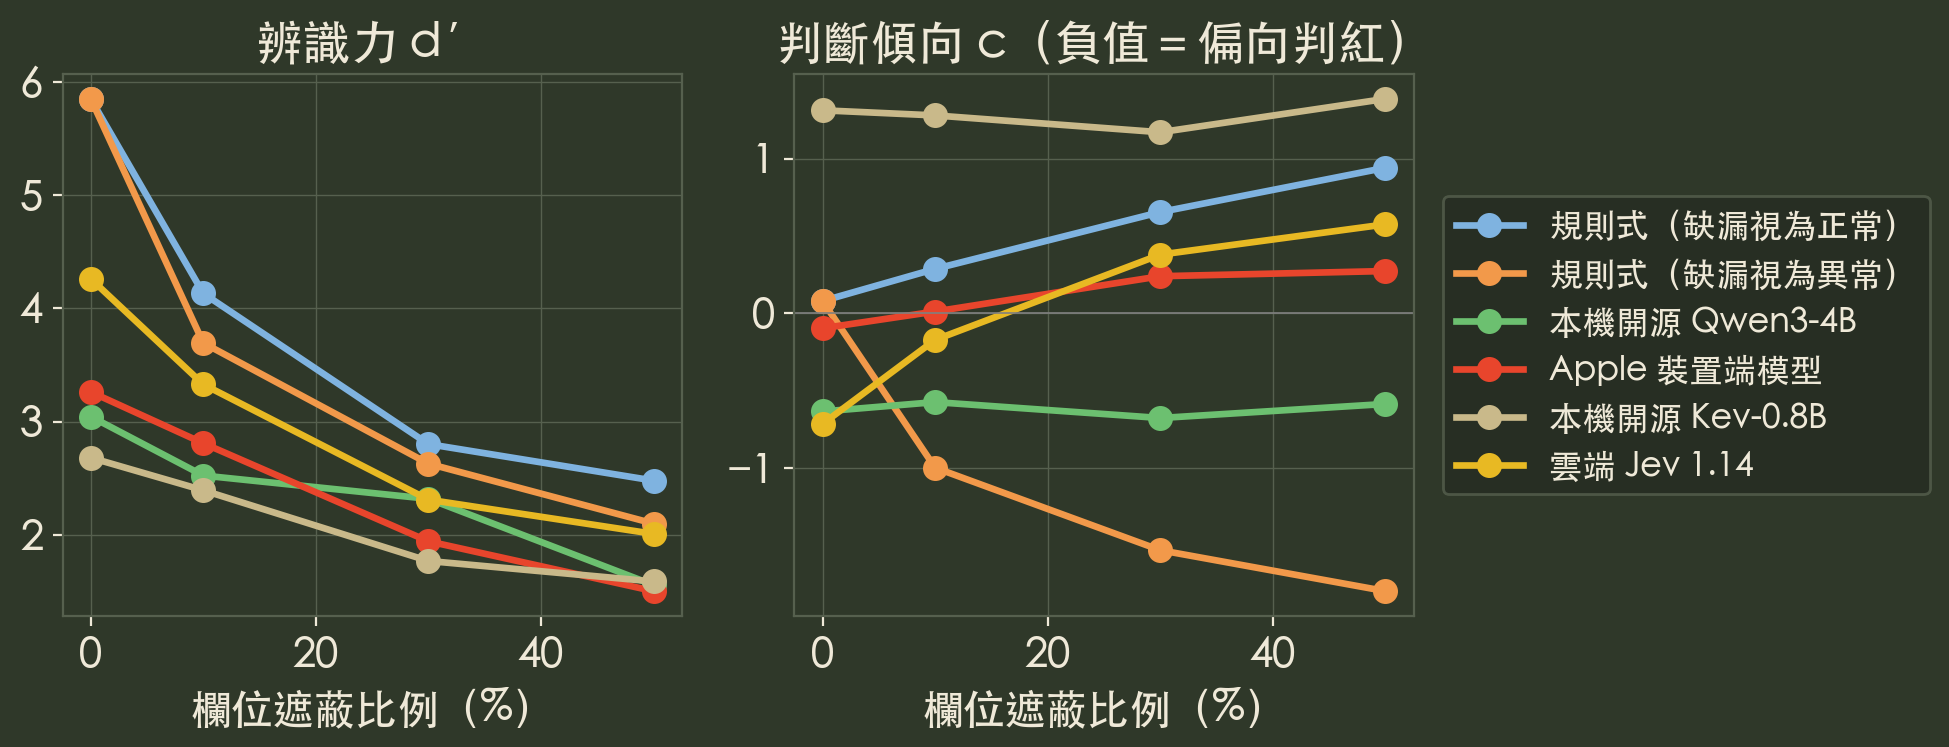 辨識力 d′
6
5
4
3
2
0
20
40
欄位遮蔽比例（%）
判斷傾向 c（負值＝偏向判紅）
1
0
−1
0
20
40
欄位遮蔽比例（%）
規則式（缺漏視為正常）
規則式（缺漏視為異常）
本機開源 Qwen3-4B
Apple 裝置端模型
本機開源 Kev-0.8B
雲端 Jev 1.14